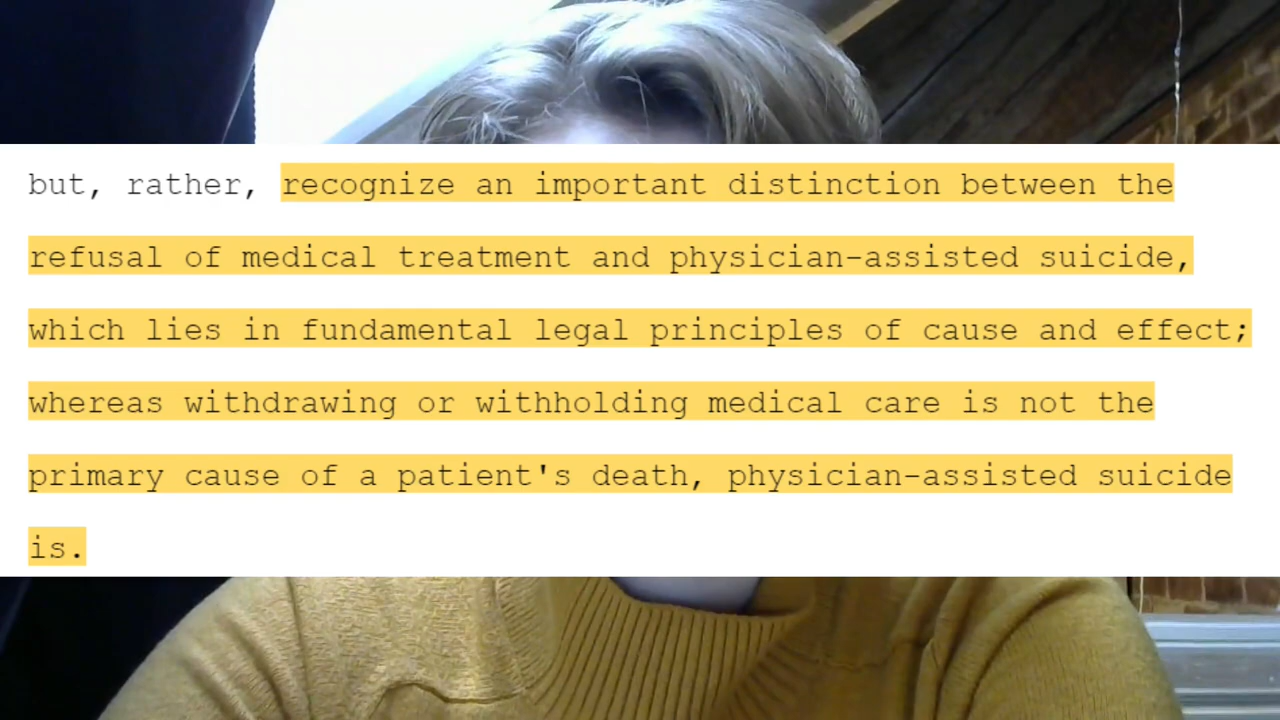 but, rather, recognize an important distinction between the
refusal of medical treatment and physician-assisted suicide,
which lies in fundamental legal principles of cause and effect;
whereas withdrawing or withholding medical care is not the
primary cause of a patient's death, physician-assisted suicide
is.